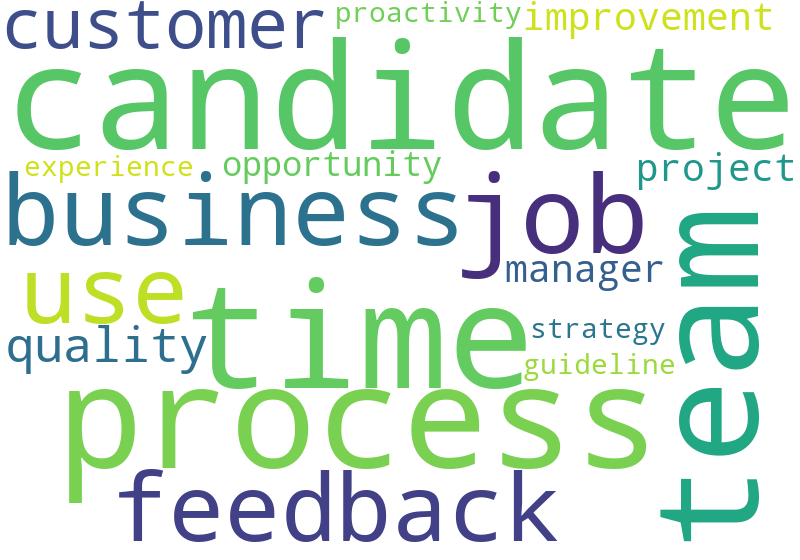 customer
proactivity
improvement
candidate
experience
opportunity
project
business
job
use
manager
team
time
quality
strategy
guideline
process
feedback